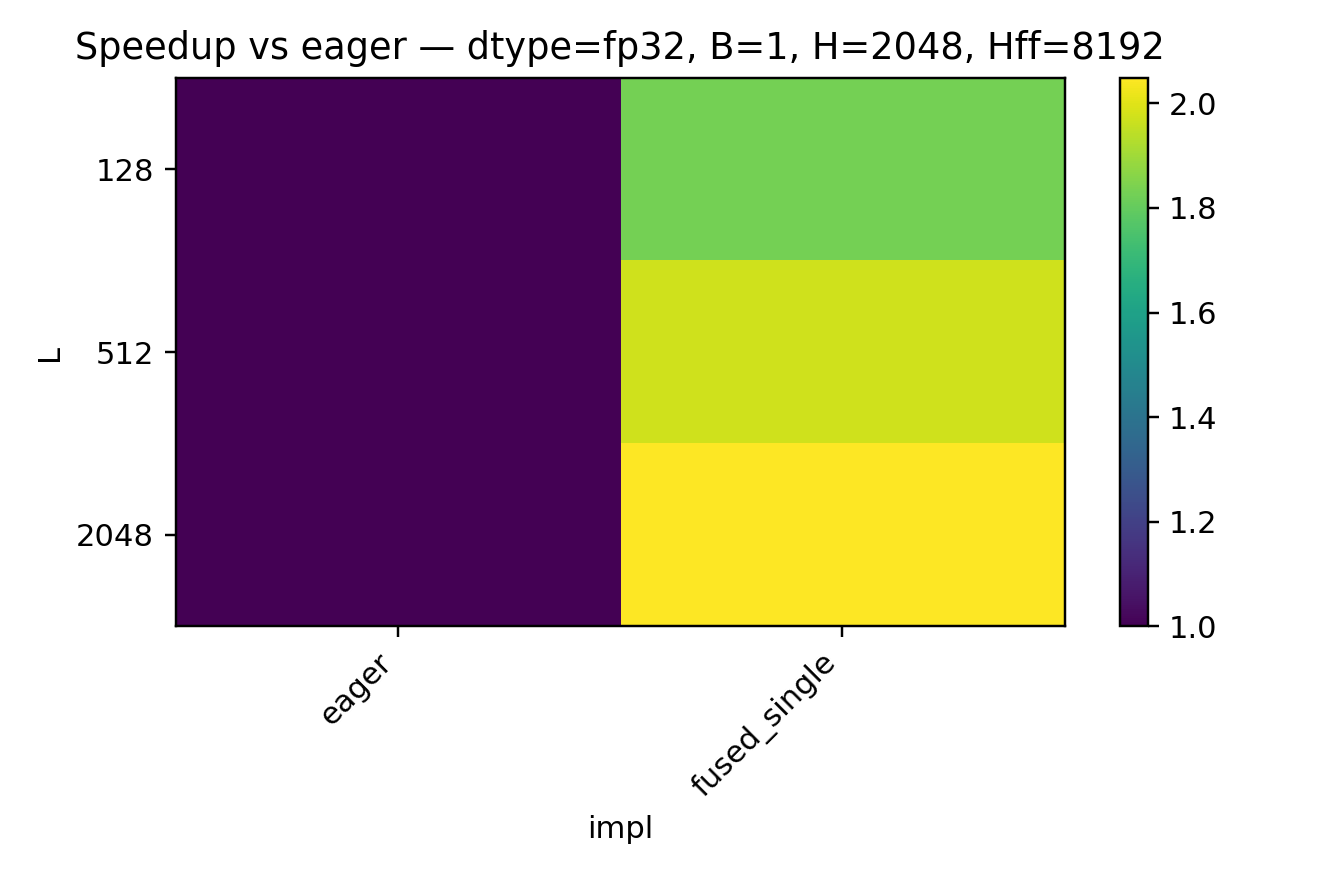 Speedup vs eager — dtype=fp32, B=1, H=2048, Hff=8192
128
512
2048
L
eager
fused_single
impl
2.0
1.8
1.6
1.4
1.2
1.0